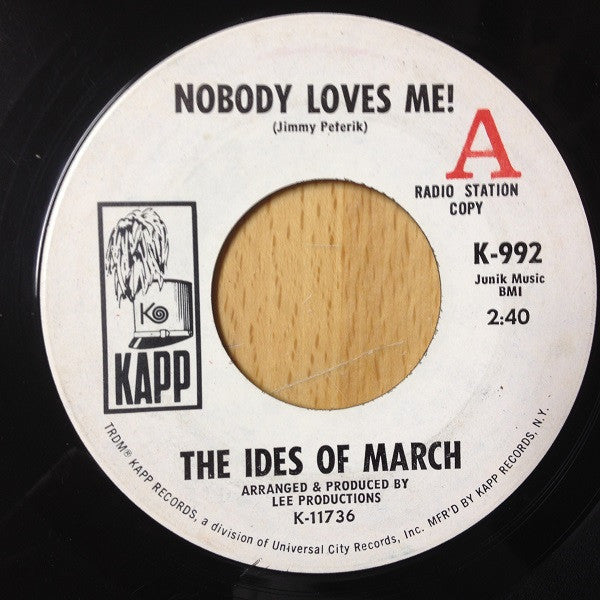 NOBODY LOVES ME!
(Jimmy Peterik)
A
RADIO STATION
COPY
K-992
Junik Music
BMI
2:40
K
KAPP
THE IDES OF MARCH
ARRANGED & PRODUCED BY
LEE PRODUCTIONS
K-11736
TRDM® KAPP RECORDS, a division of Universal City Records, Inc. MFR'D BY KAPP RECORDS, N.Y.